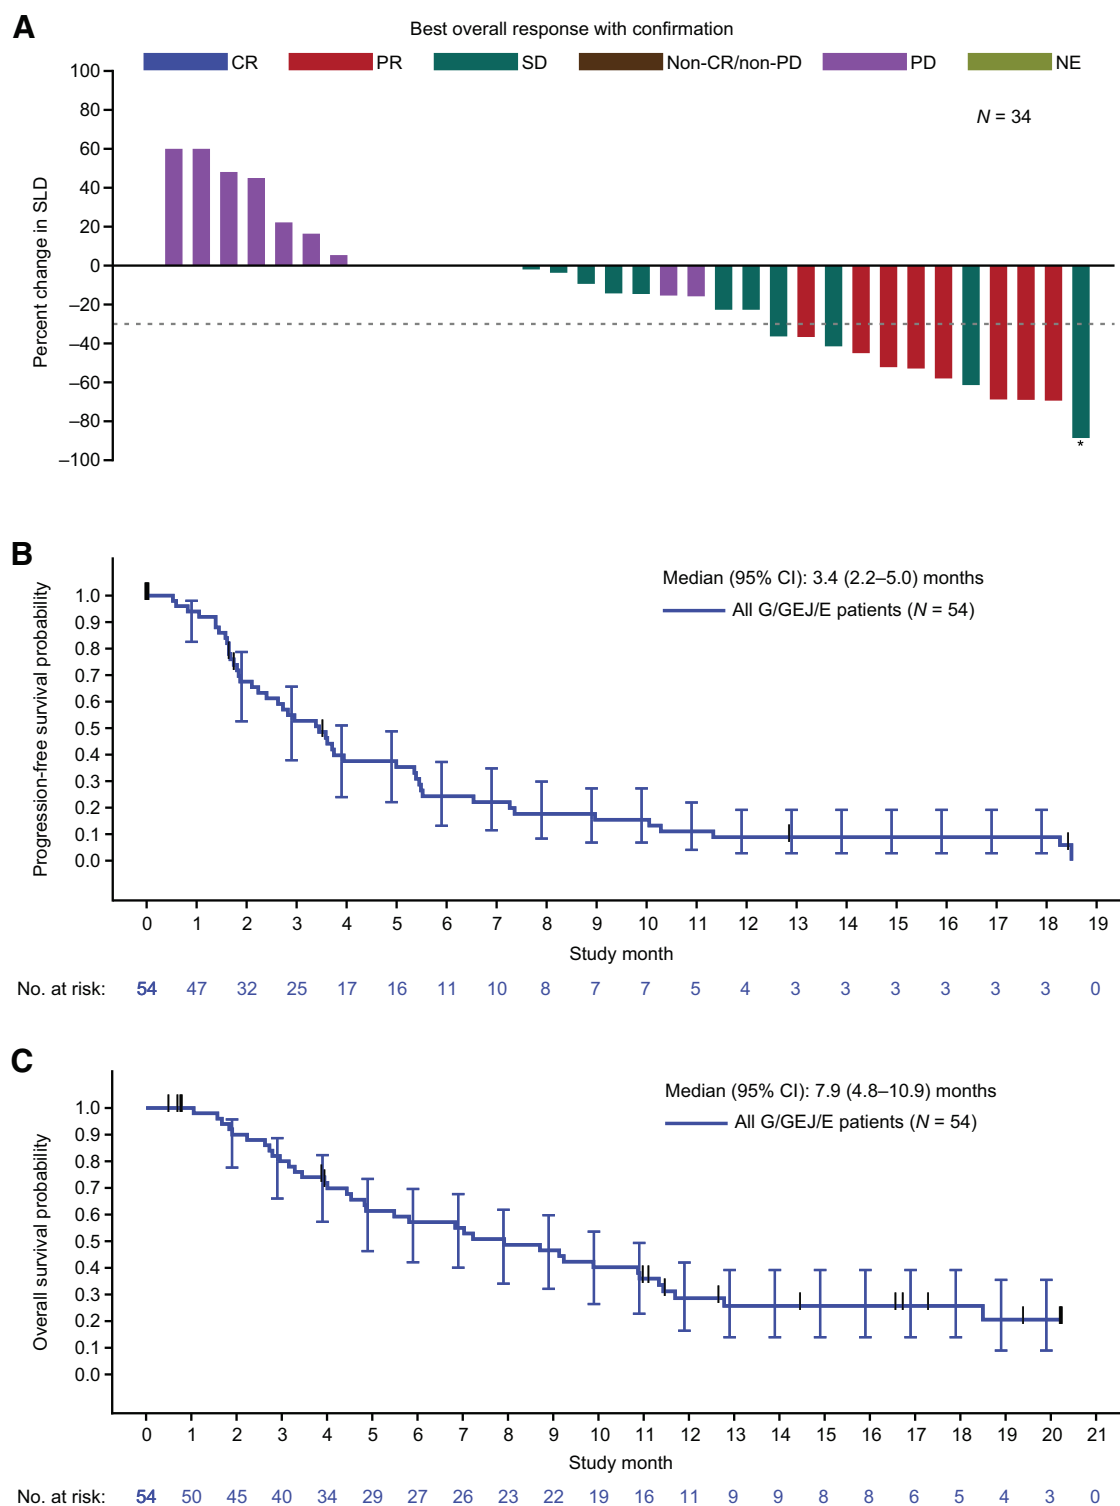 A
Best overall response with confirmation
CR PR SD Non-CR/non-PD PD NE
N = 34
Percent change in SLD
100
80
60
40
20
0
–20
–40
–60
–80
–100
*
B
Median (95% CI): 3.4 (2.2–5.0) months
All G/GEJ/E patients (N = 54)
Progression-free survival probability
1.0
0.9
0.8
0.7
0.6
0.5
0.4
0.3
0.2
0.1
0.0
0 1 2 3 4 5 6 7 8 9 10 11 12 13 14 15 16 17 18 19
Study month
No. at risk: 54 47 32 25 17 16 11 10 8 7 7 5 4 3 3 3 3 3 3 0
C
Median (95% CI): 7.9 (4.8–10.9) months
All G/GEJ/E patients (N = 54)
Overall survival probability
1.0
0.9
0.8
0.7
0.6
0.5
0.4
0.3
0.2
0.1
0.0
0 1 2 3 4 5 6 7 8 9 10 11 12 13 14 15 16 17 18 19 20 21
Study month
No. at risk: 54 50 45 40 34 29 27 26 23 22 19 16 11 9 9 8 8 6 5 4 3 0